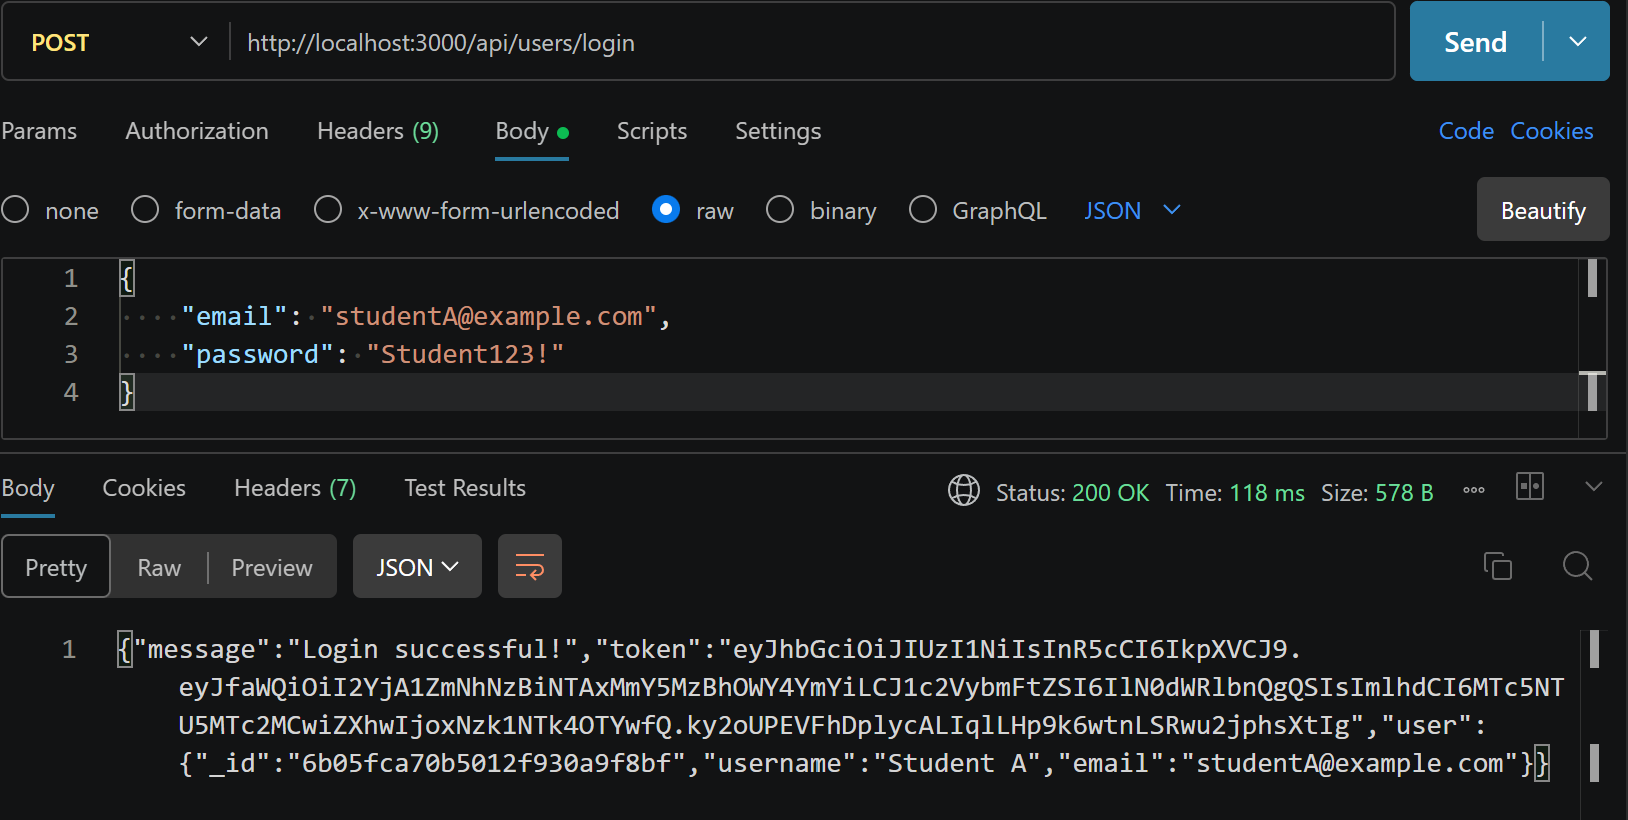 POST http://localhost:3000/api/users/login Send
Params Authorization Headers (9) Body Scripts Settings Code Cookies
none form-data x-www-form-urlencoded raw binary GraphQL JSON Beautify
1 {
2 "email": "studentA@example.com",
3 "password": "Student123!"
4 }
Body Cookies Headers (7) Test Results Status: 200 OK Time: 118 ms Size: 578 B
Pretty Raw Preview JSON
1 {"message":"Login successful!","token":"eyJhbGciOiJIUzI1NiIsInR5cCI6IkpXVCJ9.
eyJfaWQiOiI2YjA1ZmNhNzBiNTAxMmY5MzBhOWY4YmYiLCJ1c2VybmFtZSI6IlN0dWRlbnQgQSIsImlhdCI6MTc5NT
U5MTc2MCwiZXhwIjoxNzk1NTk4OTYwfQ.ky2oUPEVFhDplycALIqlLHp9k6wtnLSRwu2jphsXtIg","user":
{"_id":"6b05fca70b5012f930a9f8bf","username":"Student A","email":"studentA@example.com"}}